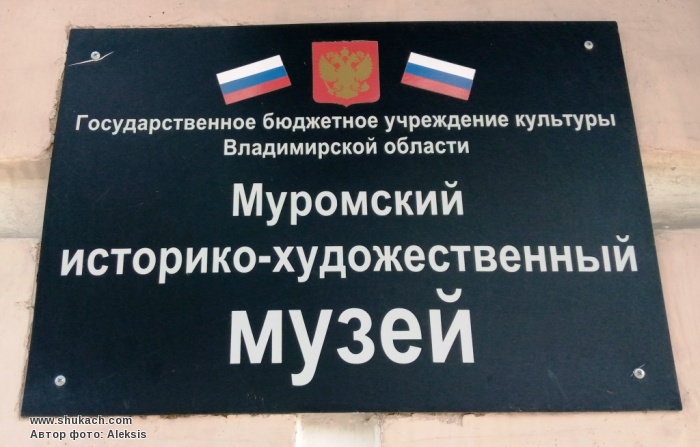 Государственное бюджетное учреждение культуры
Владимирской области
Муромский
историко-художественный
музей
www.shukach.com
Автор фото: Aleksis